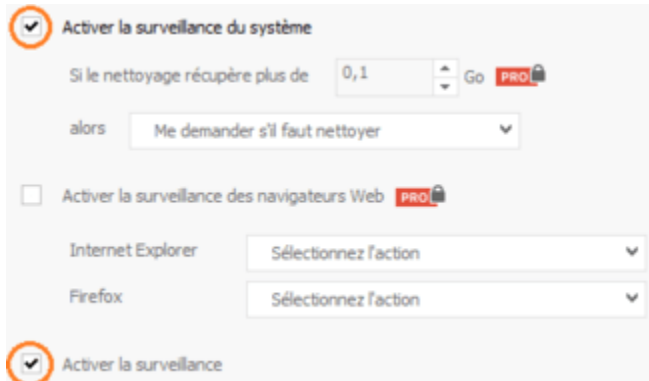 Activer la surveillance du système
Si le nettoyage récupère plus de 0,1 Go PRO
alors Me demander s'il faut nettoyer
Activer la surveillance des navigateurs Web PRO
Internet Explorer Sélectionnez l'action
Firefox Sélectionnez l'action
Activer la surveillance